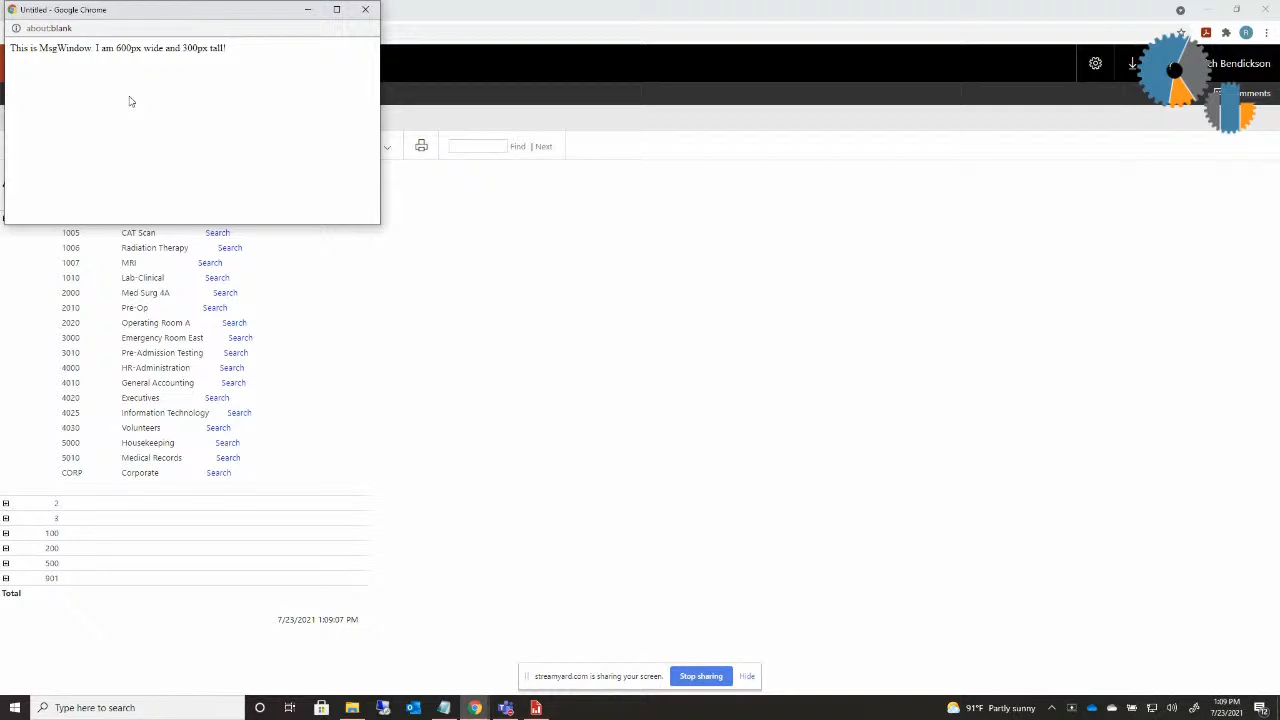 Untitled - Google Chrome
about:blank
This is MsgWindow. I am 600px wide and 300px tall!
Bendickson
Find | Next
1005 CAT Scan Search
1006 Radiation Therapy Search
1007 MRI Search
1010 Lab-Clinical Search
2000 Med Surg 4A Search
2010 Pre-Op Search
2020 Operating Room A Search
3000 Emergency Room East Search
3010 Pre-Admission Testing Search
4000 HR-Administration Search
4010 General Accounting Search
4020 Executives Search
4025 Information Technology Search
4030 Volunteers Search
5000 Housekeeping Search
5010 Medical Records Search
CORP Corporate Search
2
3
100
200
500
901
Total
7/23/2021 1:09:07 PM
streamyard.com is sharing your screen. Stop sharing Hide
Type here to search
91°F Partly sunny
1:09 PM
7/23/2021